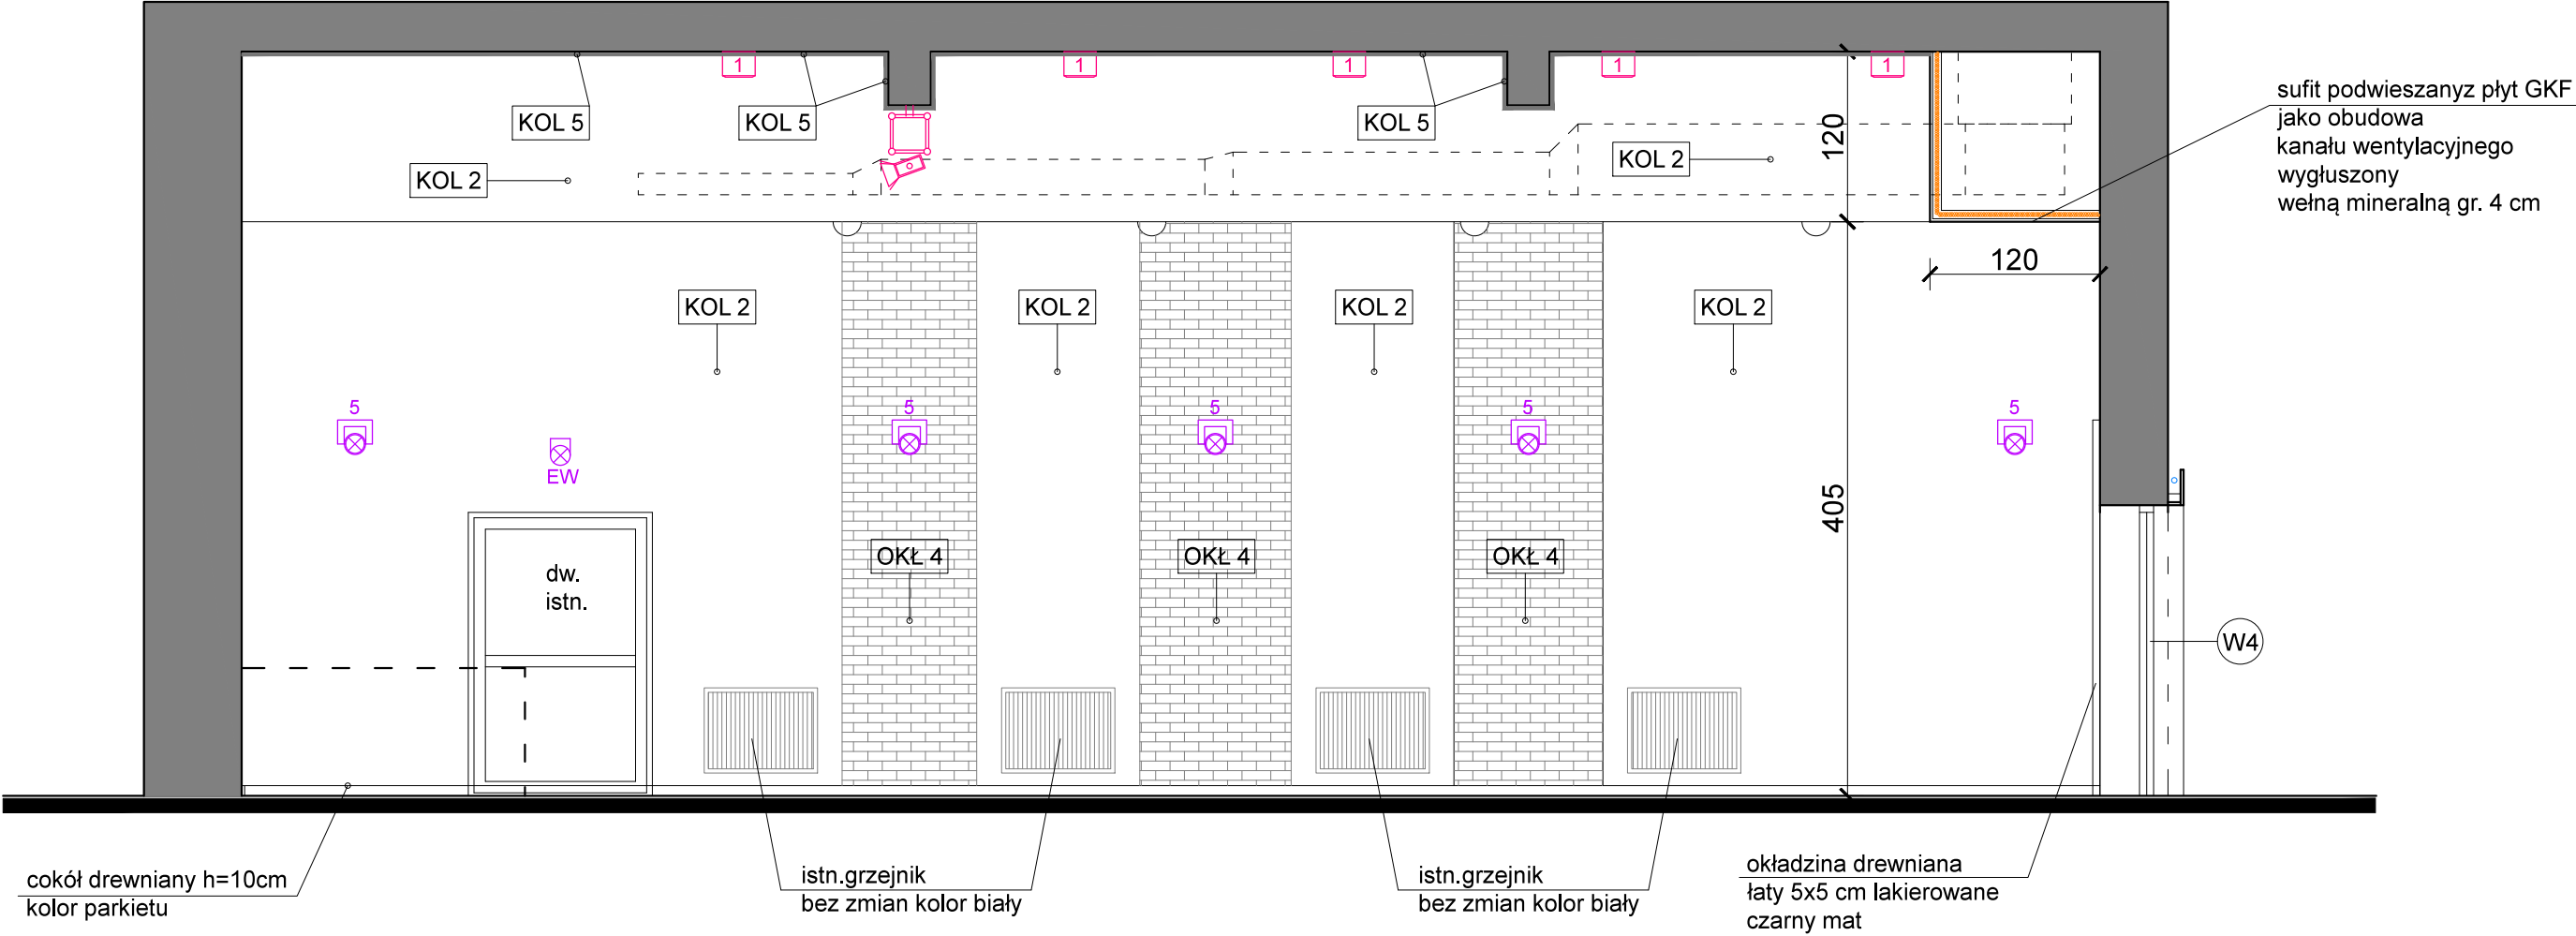 1
1
1
1
1
KOL 5
KOL 5
KOL 5
120
KOL 2
KOL 2
sufit podwieszanyz płyt GKF
jako obudowa
kanału wentylacyjnego
wygłuszony
wełną mineralną gr. 4 cm
120
KOL 2
KOL 2
KOL 2
KOL 2
5
5
5
5
5
EW
405
OKŁ 4
OKŁ 4
OKŁ 4
dw.
istn.
W4
cokół drewniany h=10cm
kolor parkietu
istn.grzejnik
bez zmian kolor biały
istn.grzejnik
bez zmian kolor biały
okładzina drewniana
łaty 5x5 cm lakierowane
czarny mat